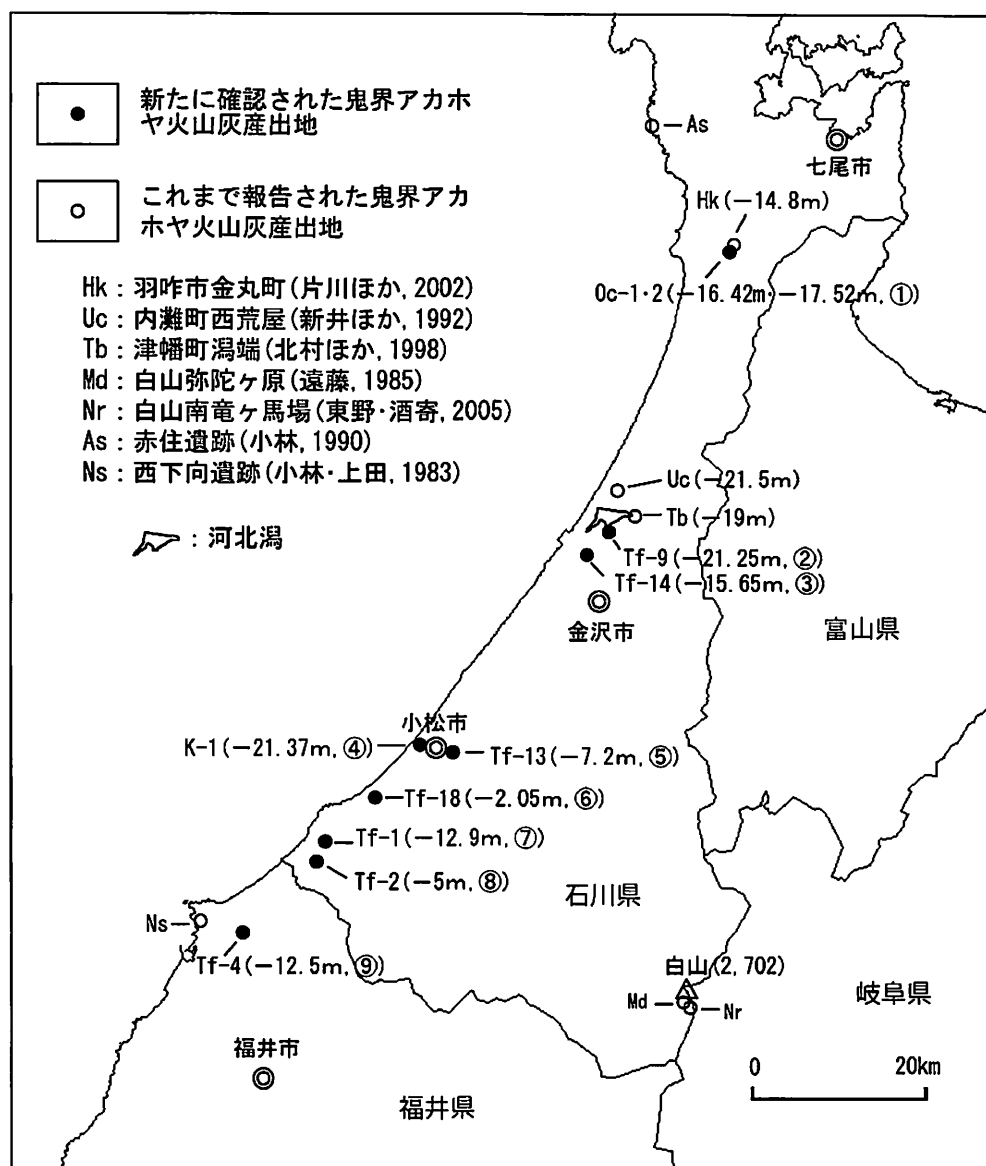 新たに確認された鬼界アカホ
ヤ火山灰産出地
これまで報告された鬼界アカ
ホヤ火山灰産出地
Hk：羽咋市金丸町(片川ほか, 2002)
Uc：内灘町西荒屋(新井ほか, 1992)
Tb：津幡町潟端(北村ほか, 1998)
Md：白山弥陀ヶ原(遠藤, 1985)
Nr：白山南竜ヶ馬場(東野・酒寄, 2005)
As：赤住遺跡(小林, 1990)
Ns：西下向遺跡(小林・上田, 1983)
：河北潟
As
七尾市
Hk(−14.8m)
Oc-1・2(−16.42m・−17.52m, ①)
Uc(−21.5m)
Tb(−19m)
Tf-9(−21.25m, ②)
Tf-14(−15.65m, ③)
金沢市
富山県
小松市
K-1(−21.37m, ④)
Tf-13(−7.2m, ⑤)
Tf-18(−2.05m, ⑥)
Tf-1(−12.9m, ⑦)
Tf-2(−5m, ⑧)
石川県
Ns
Tf-4(−12.5m, ⑨)
白山(2,702)
Md
Nr
岐阜県
福井市
福井県
0 20km